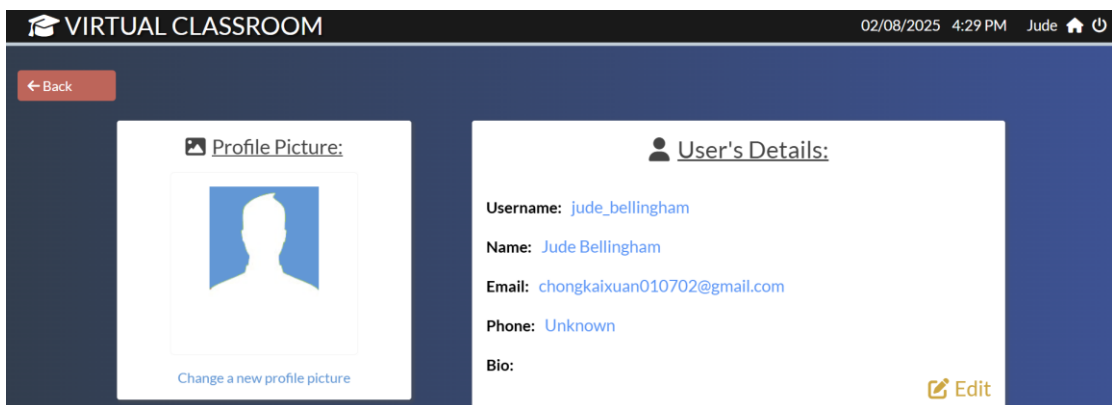 VIRTUAL CLASSROOM
02/08/2025 4:29 PM Jude
Back
Profile Picture:
Change a new profile picture
User's Details:
Username: jude_bellingham
Name: Jude Bellingham
Email: chongkaixuan010702@gmail.com
Phone: Unknown
Bio:
Edit